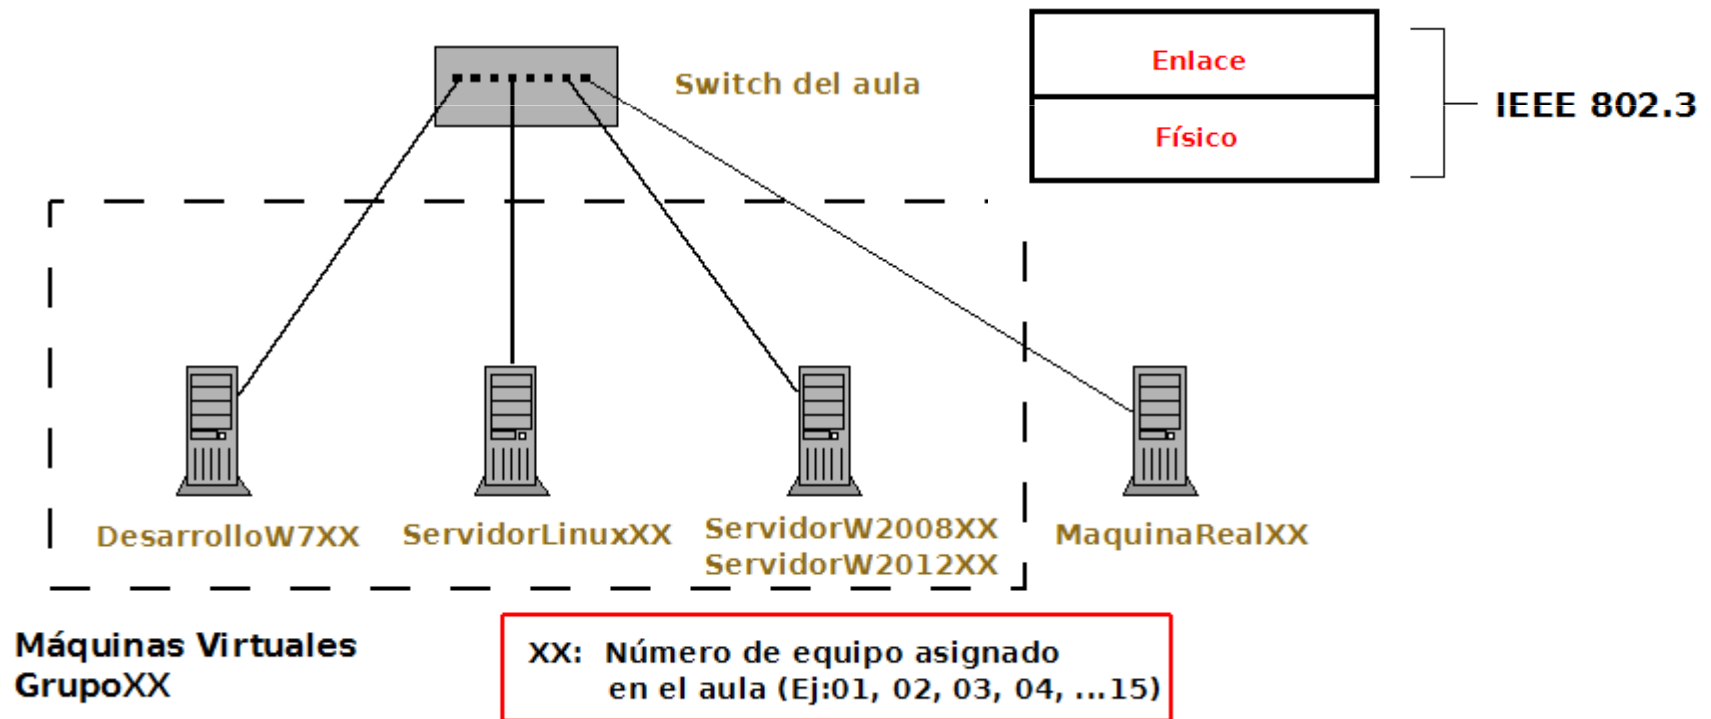 Switch del aula
Enlace
Físico
IEEE 802.3
DesarrolloW7XX
ServidorLinuxXX
ServidorW2008XX
ServidorW2012XX
MaquinaRealXX
Máquinas Virtuales
GrupoXX
XX: Número de equipo asignado
en el aula (Ej:01, 02, 03, 04, ...15)